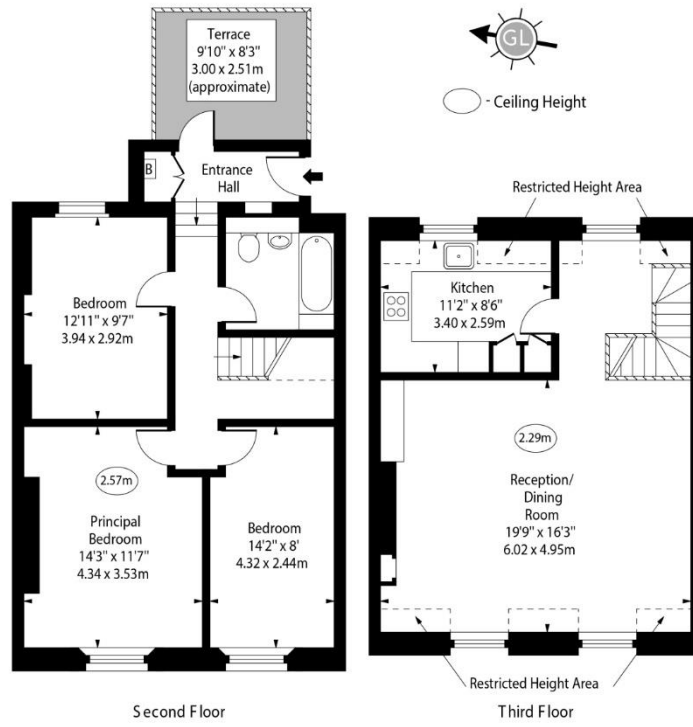 Terrace
9'10" x 8'3"
3.00 x 2.51m
(approximate)
GL
- Ceiling Height
B
Entrance
Hall
Restricted Height Area
Bedroom
12'11" x 9'7"
3.94 x 2.92m
Kitchen
11'2" x 8'6"
3.40 x 2.59m
2.57m
Principal
Bedroom
14'3" x 11'7"
4.34 x 3.53m
Bedroom
14'2" x 8'
4.32 x 2.44m
2.29m
Reception/
Dining
Room
19'9" x 16'3"
6.02 x 4.95m
Restricted Height Area
Second Floor
Third Floor